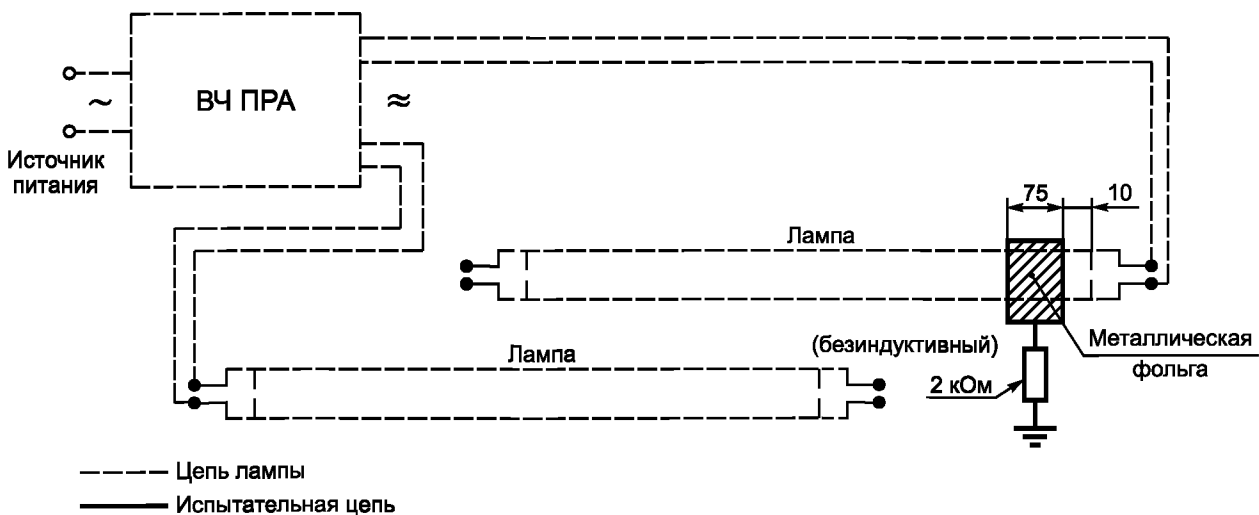 ВЧ ПРА
~
≈
Источник
питания
75
10
Лампа
Лампа
(безиндуктивный)
2 кОм
Металлическая
фольга
Цепь лампы
Испытательная цепь